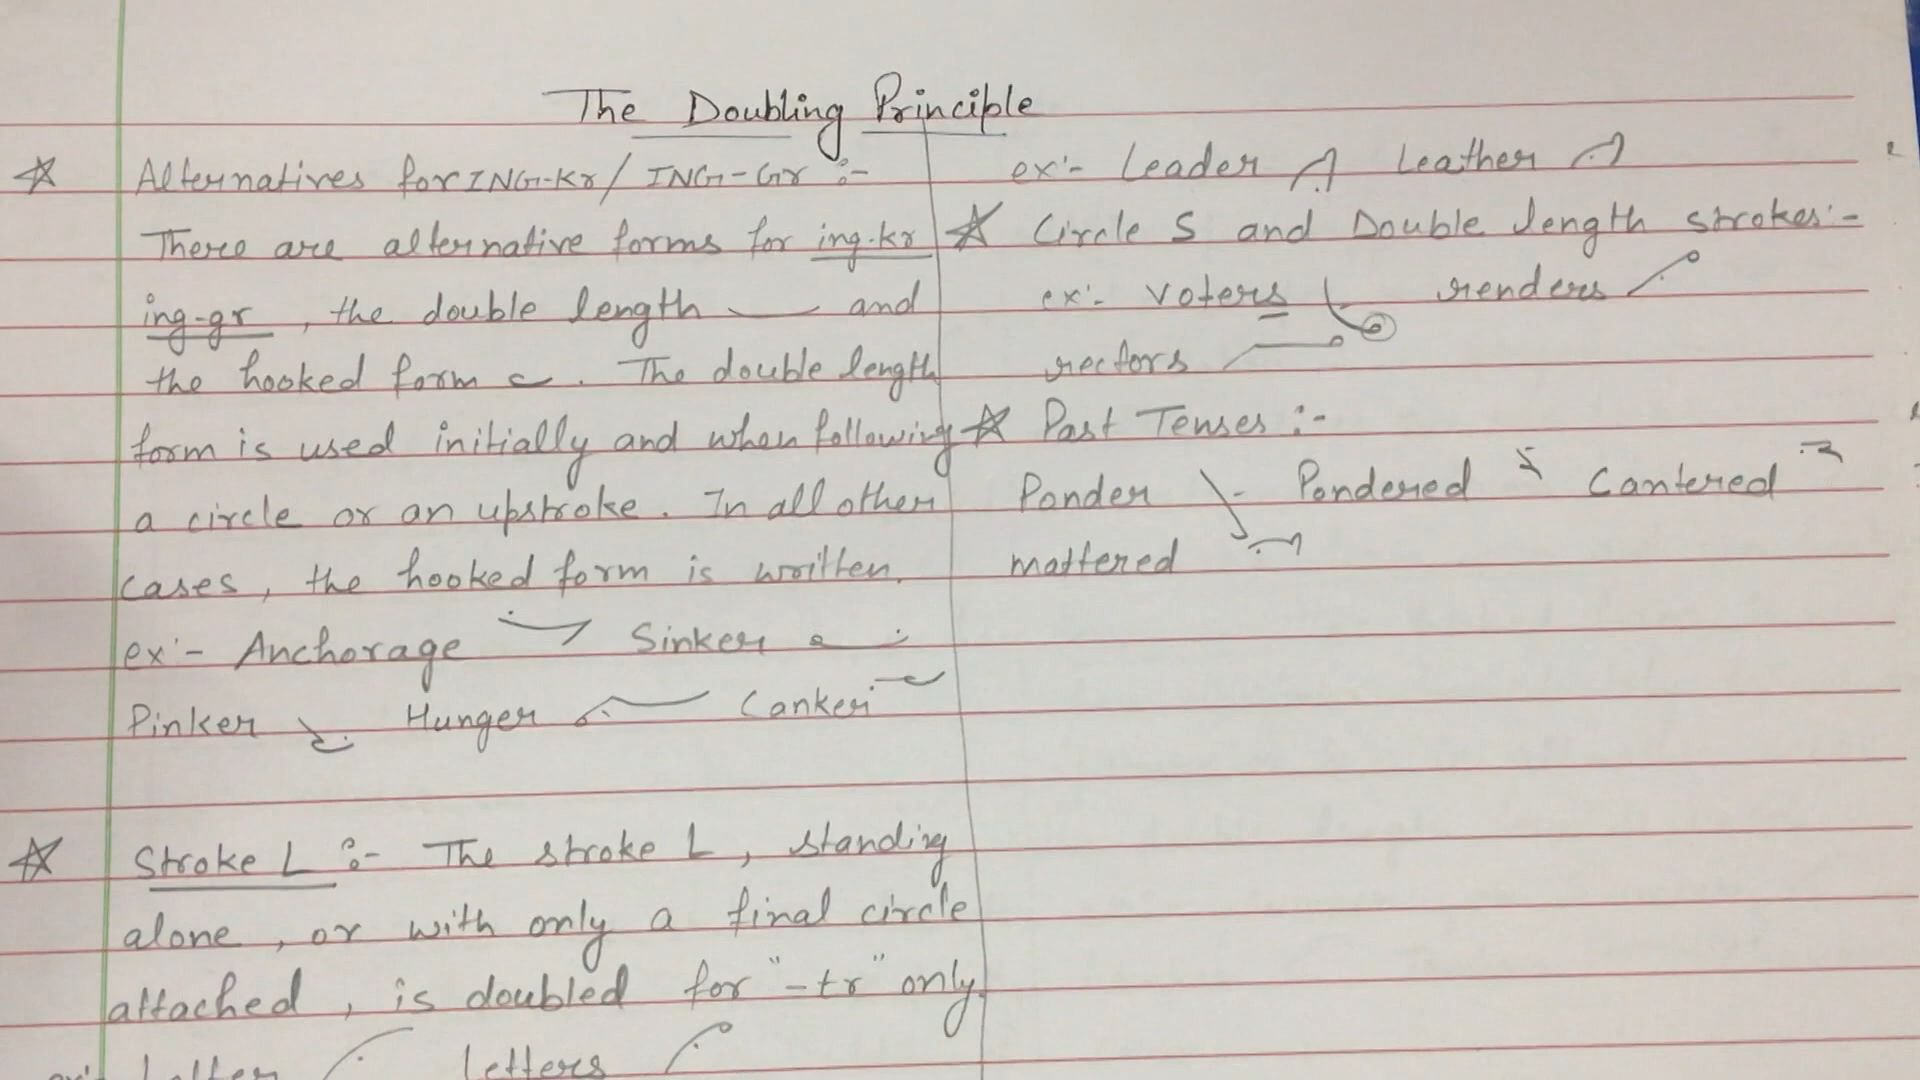 The Doubling Principle
☆ Alternatives for ING-Kr / ING-Gr :-
There are alternative forms for ing-kr
ing-gr, the double length and
the hooked form. The double length
form is used initially and when following
a circle or an upstroke. In all other
cases, the hooked form is written.
ex:- Anchorage Sinker
Pinker Hunger Canker
☆ Stroke L :- The stroke L, standing
alone, or with only a final circle
attached, is doubled for "-tr" only.
ex:- Letter letters
ex:- Leader Leather
☆ Circle S and Double length strokes:-
ex:- Voters renders
rectors
☆ Past Tenses :-
Ponder Pondered Cantered
mattered